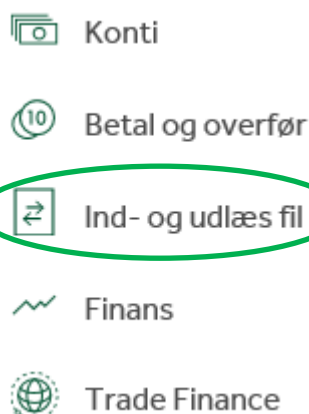 Konti
10
Betal og overfør
Ind- og udlæs fil
Finans
Trade Finance